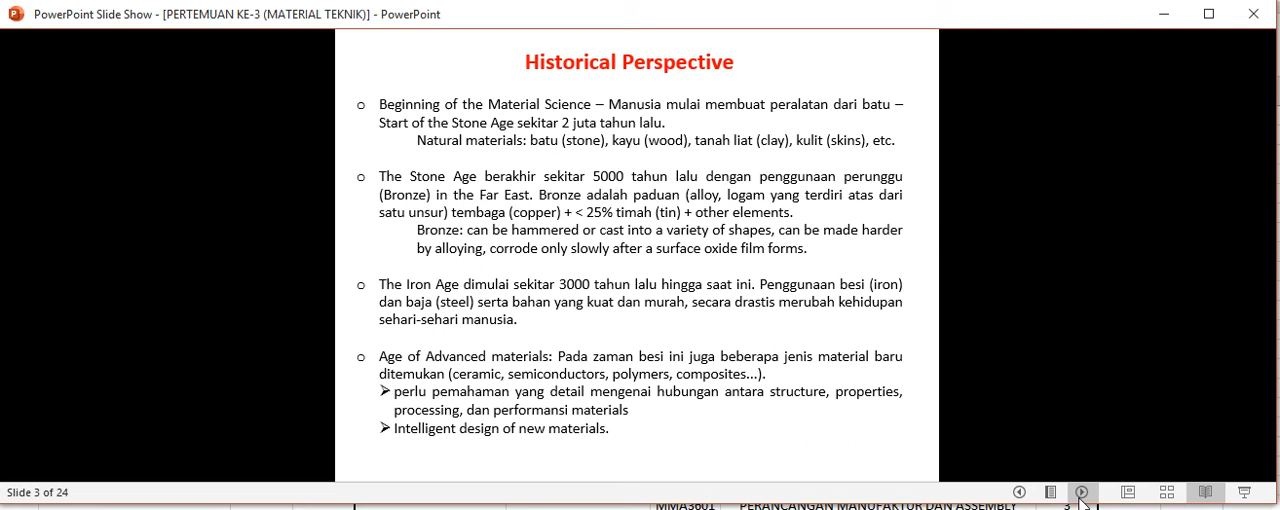 PowerPoint Slide Show - [PERTEMUAN KE-3 (MATERIAL TEKNIK)] - PowerPoint
Historical Perspective
o Beginning of the Material Science – Manusia mulai membuat peralatan dari batu –
Start of the Stone Age sekitar 2 juta tahun lalu.
Natural materials: batu (stone), kayu (wood), tanah liat (clay), kulit (skins), etc.
o The Stone Age berakhir sekitar 5000 tahun lalu dengan penggunaan perunggu
(Bronze) in the Far East. Bronze adalah paduan (alloy, logam yang terdiri atas dari
satu unsur) tembaga (copper) + < 25% timah (tin) + other elements.
Bronze: can be hammered or cast into a variety of shapes, can be made harder
by alloying, corrode only slowly after a surface oxide film forms.
o The Iron Age dimulai sekitar 3000 tahun lalu hingga saat ini. Penggunaan besi (iron)
dan baja (steel) serta bahan yang kuat dan murah, secara drastis merubah kehidupan
sehari-sehari manusia.
o Age of Advanced materials: Pada zaman besi ini juga beberapa jenis material baru
ditemukan (ceramic, semiconductors, polymers, composites...).
➢ perlu pemahaman yang detail mengenai hubungan antara structure, properties,
processing, dan performansi materials
➢ Intelligent design of new materials.
Slide 3 of 24
MMA3601 PERANCANGAN MANUFAKTUR DAN ASSEMBLY 3